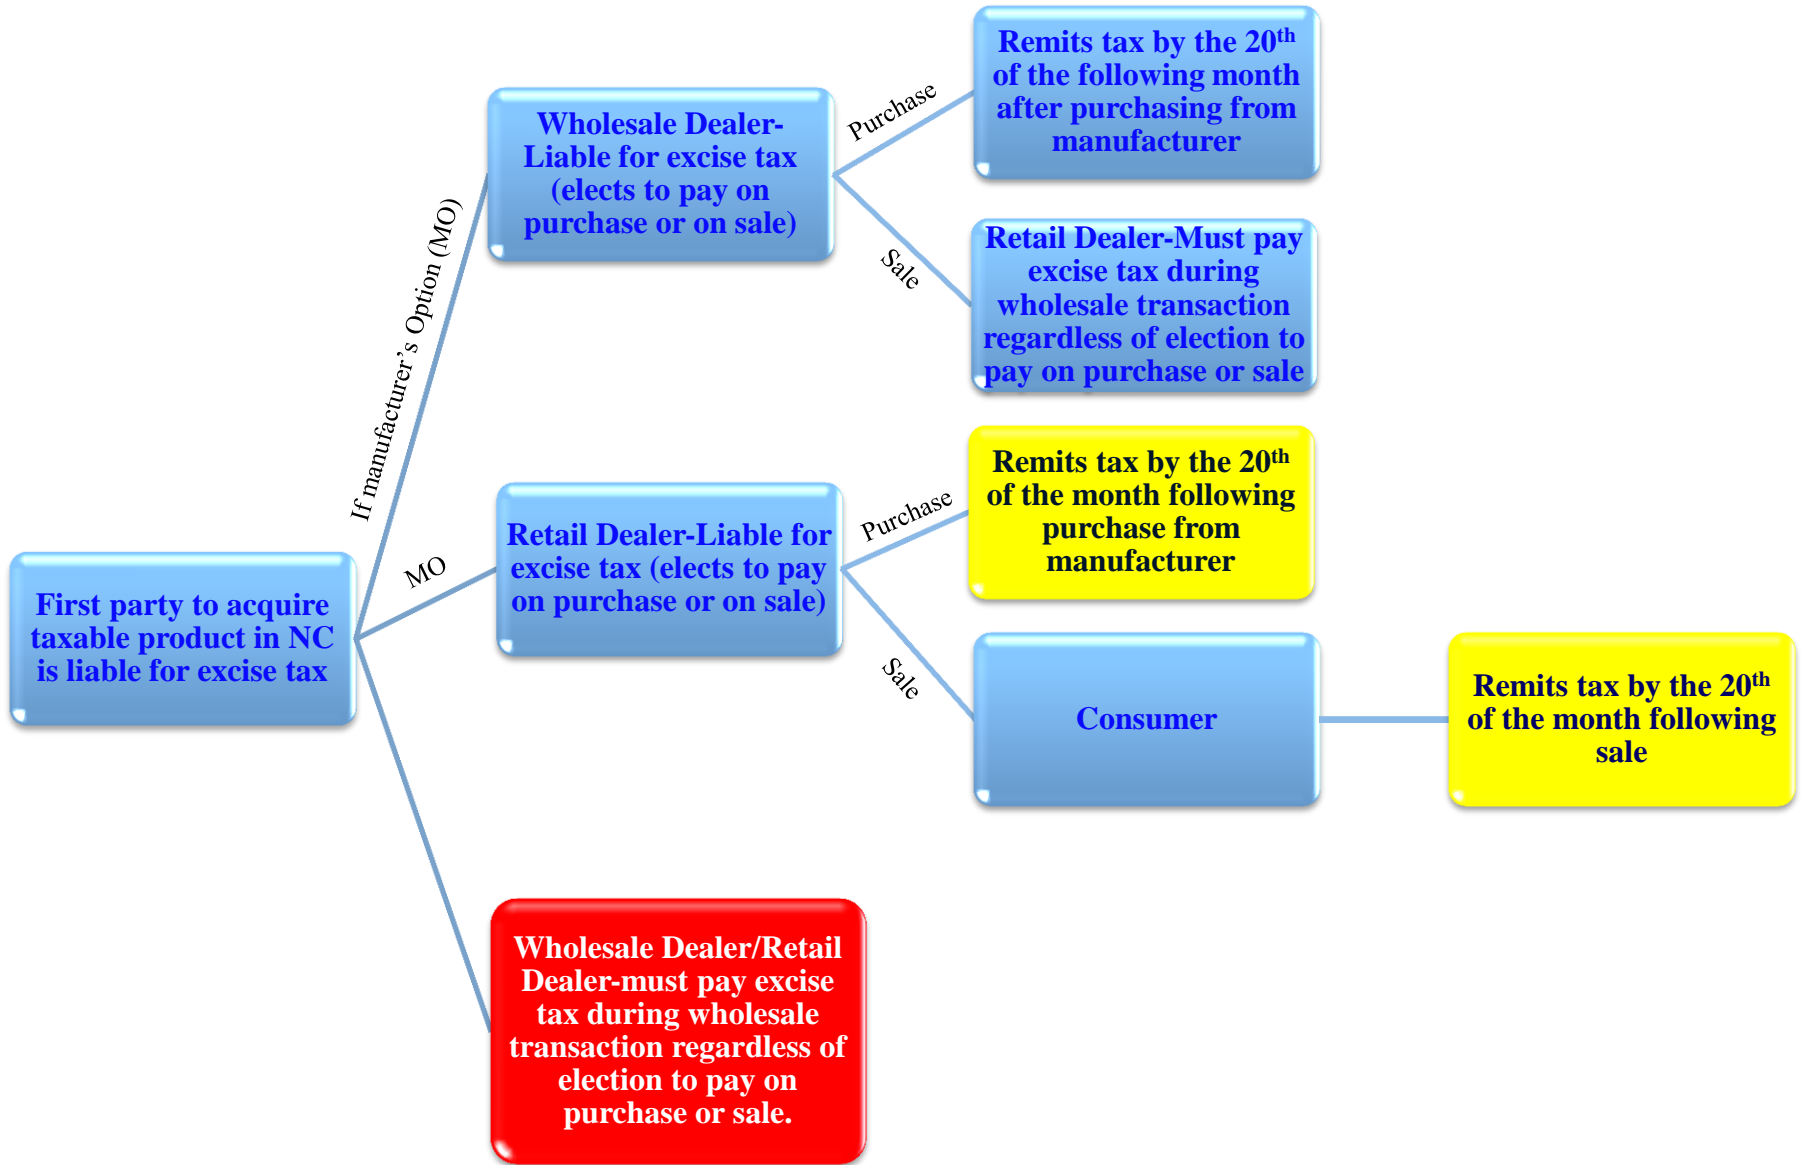 First party to acquire
taxable product in NC
is liable for excise tax
If manufacturer's Option (MO)
Wholesale Dealer-
Liable for excise tax
(elects to pay on
purchase or on sale)
Purchase
Remits tax by the 20th
of the following month
after purchasing from
manufacturer
Sale
Retail Dealer-Must pay
excise tax during
wholesale transaction
regardless of election to
pay on purchase or sale
MO
Retail Dealer-Liable for
excise tax (elects to pay
on purchase or on sale)
Purchase
Remits tax by the 20th
of the month following
purchase from
manufacturer
Sale
Consumer
Remits tax by the 20th
of the month following
sale
Wholesale Dealer/Retail
Dealer-must pay excise
tax during wholesale
transaction regardless of
election to pay on
purchase or sale.